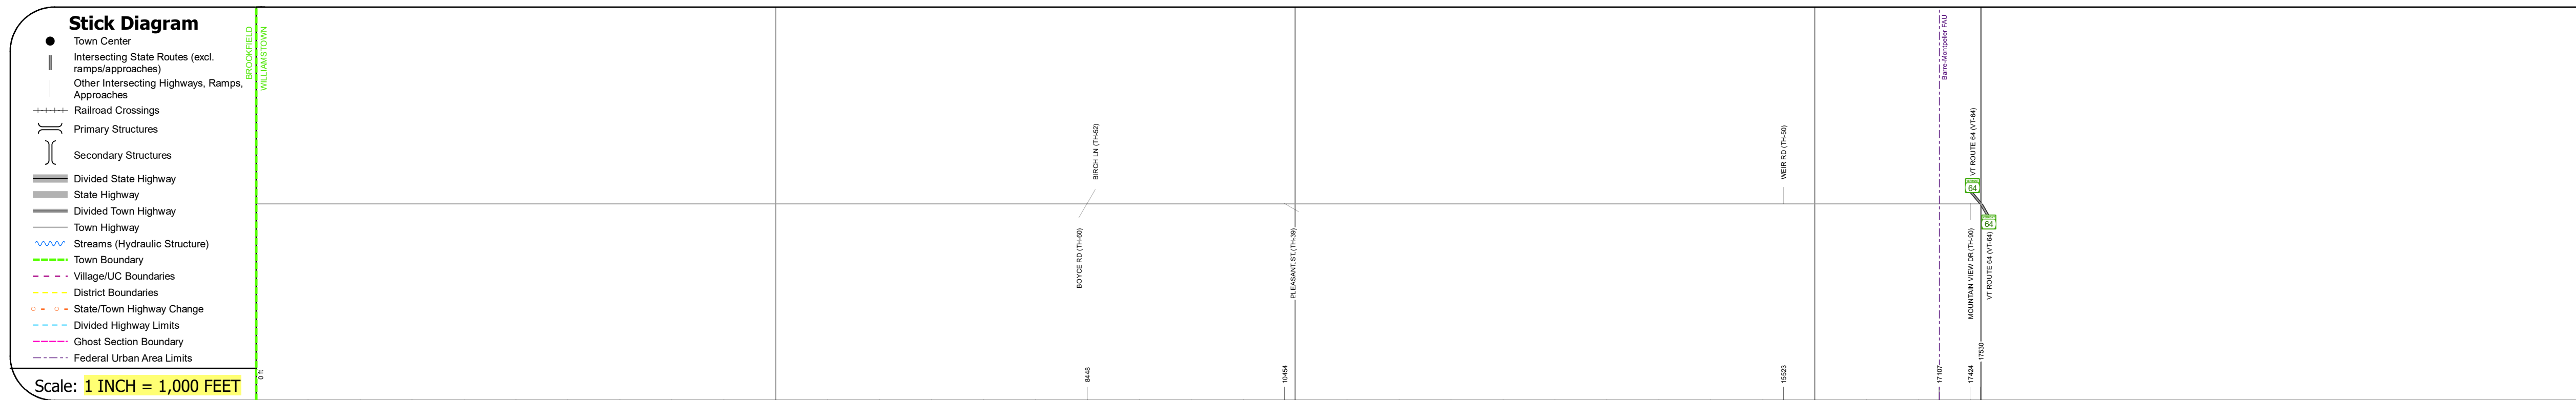 Stick Diagram
Town Center
Intersecting State Routes (excl.
ramps/approaches)
Other Intersecting Highways, Ramps,
Approaches
Railroad Crossings
Primary Structures
Secondary Structures
Divided State Highway
State Highway
Divided Town Highway
Town Highway
Streams (Hydraulic Structure)
Town Boundary
Village/UC Boundaries
District Boundaries
State/Town Highway Change
Divided Highway Limits
Ghost Section Boundary
Federal Urban Area Limits
Scale: 1 INCH = 1,000 FEET
BROOKFIELD
WILLIAMSTOWN
0 ft
BIRCH LN (TH-52)
BOYCE RD (TH-60)
8448
PLEASANT ST (TH-39)
10454
WEIR RD (TH-50)
15523
Barre-Montpelier FAU
17107
VT ROUTE 64 (VT-64)
64
64
MOUNTAIN VIEW DR (TH-90)
VT ROUTE 64 (VT-64)
17424
17530